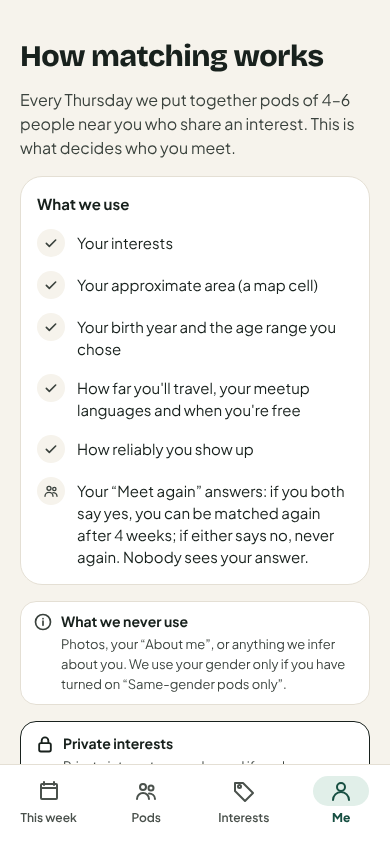 How matching works
Every Thursday we put together pods of 4–6
people near you who share an interest. This is
what decides who you meet.
What we use
Your interests
Your approximate area (a map cell)
Your birth year and the age range you
chose
How far you'll travel, your meetup
languages and when you're free
How reliably you show up
Your “Meet again” answers: if you both
say yes, you can be matched again
after 4 weeks; if either says no, never
again. Nobody sees your answer.
What we never use
Photos, your “About me”, or anything we infer
about you. We use your gender only if you have
turned on “Same-gender pods only”.
Private interests
This week
Pods
Interests
Me